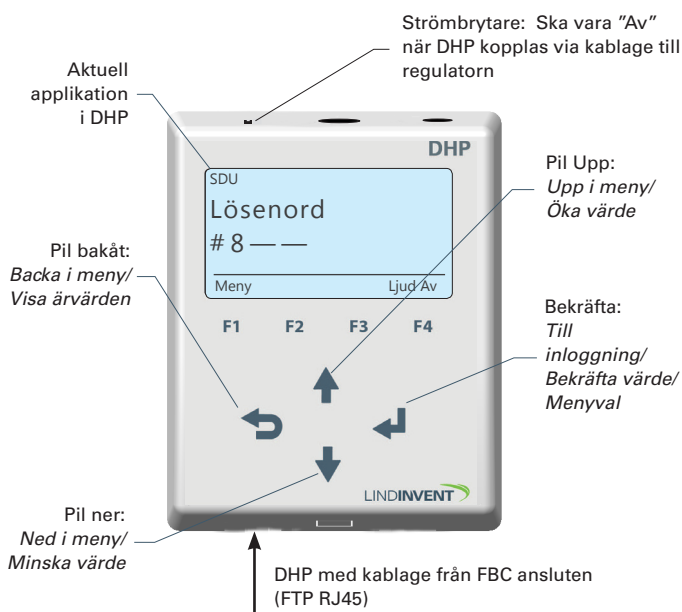 Strömbrytare: Ska vara ”Av”
när DHP kopplas via kablage till
regulatorn
Aktuell
applikation
i DHP
DHP
SDU
Lösenord
# 8 — —
Meny
Ljud Av
F1
F2
F3
F4
Pil Upp:
Upp i meny/
Öka värde
Pil bakåt:
Backa i meny/
Visa ärvärden
Bekräfta:
Till
inloggning/
Bekräfta värde/
Menyval
LINDINVENT
Pil ner:
Ned i meny/
Minska värde
DHP med kablage från FBC ansluten
(FTP RJ45)